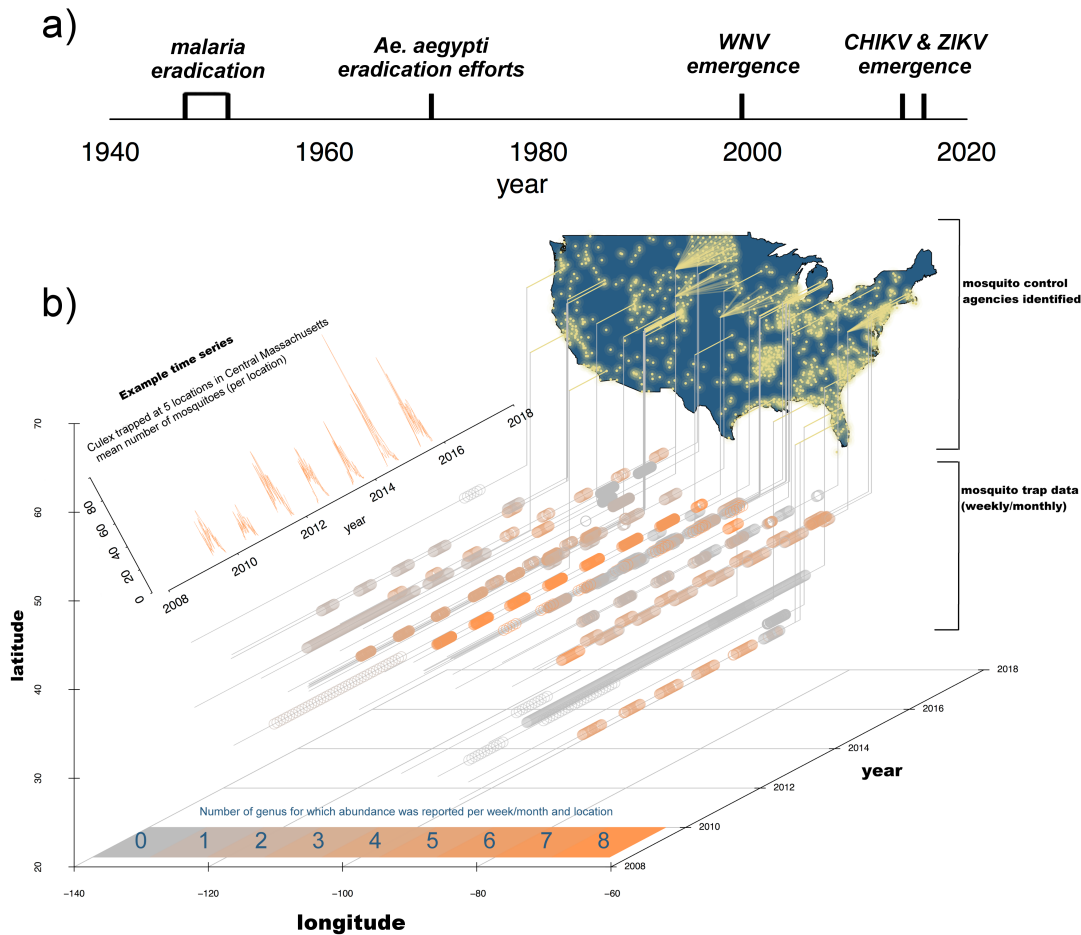 a)
malaria
eradication
Ae. aegypti
eradication efforts
WNV
emergence
CHIKV & ZIKV
emergence
1940 1960 1980 2000 2020
year
b)
mosquito control
agencies identified
Example time series
Culex trapped at 5 locations in Central Massachusetts
mean number of mosquitoes (per location)
0 20 40 60 80
2008 2010 2012 2014 2016 2018
year
mosquito trap data
(weekly/monthly)
70
60
50
40
30
20
latitude
2018
2016
2014
2012
2010
2008
year
Number of genus for which abundance was reported per week/month and location
0 1 2 3 4 5 6 7 8
−140 −120 −100 −80 −60
longitude